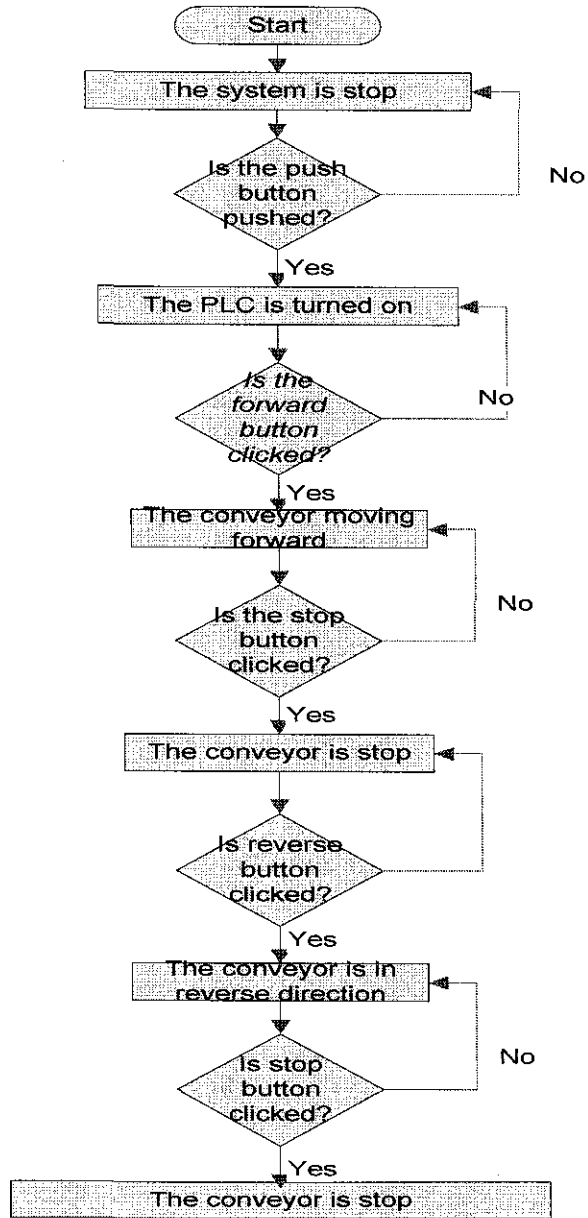 Start
The system is stop
Is the push
button
pushed?
No
Yes
The PLC is turned on
Is the
forward
button
clicked?
No
Yes
The conveyor moving
forward
Is the stop
button
clicked?
No
Yes
The conveyor is stop
Is reverse
button
clicked?
Yes
The conveyor is in
reverse direction
Is stop
button
clicked?
No
Yes
The conveyor is stop